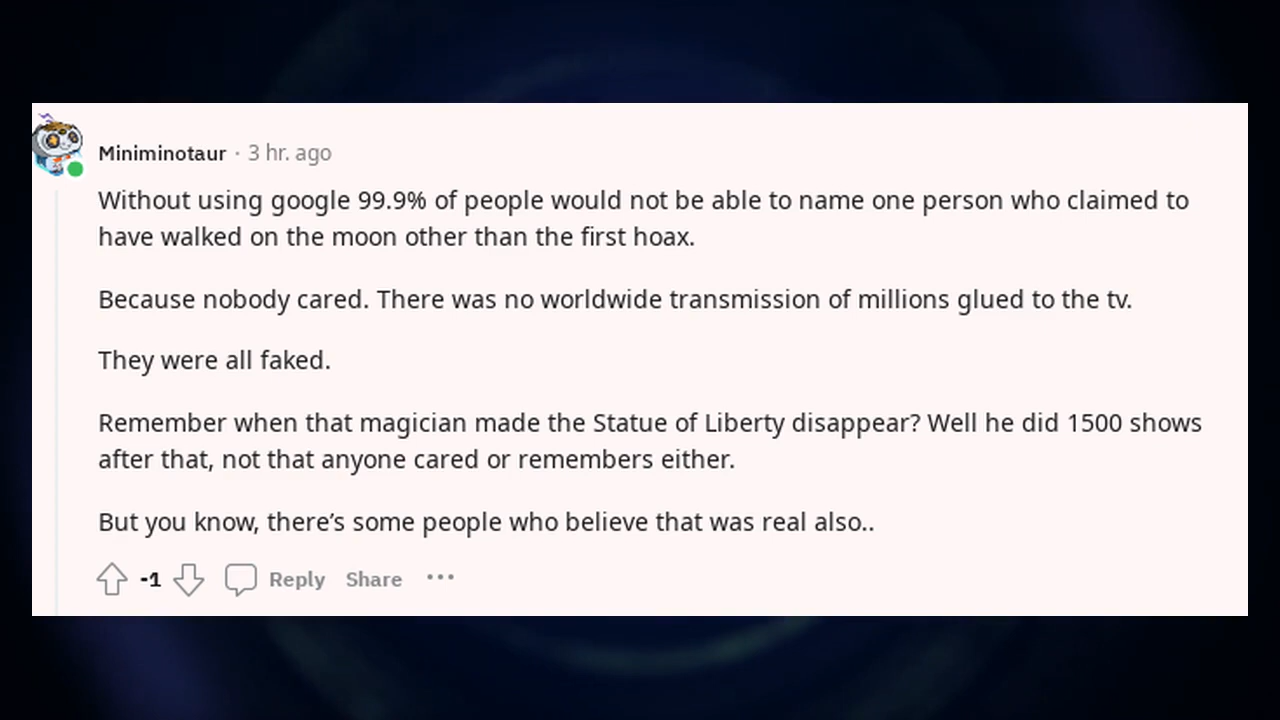 Miniminotaur · 3 hr. ago
Without using google 99.9% of people would not be able to name one person who claimed to
have walked on the moon other than the first hoax.
Because nobody cared. There was no worldwide transmission of millions glued to the tv.
They were all faked.
Remember when that magician made the Statue of Liberty disappear? Well he did 1500 shows
after that, not that anyone cared or remembers either.
But you know, there’s some people who believe that was real also..
-1 Reply Share ...